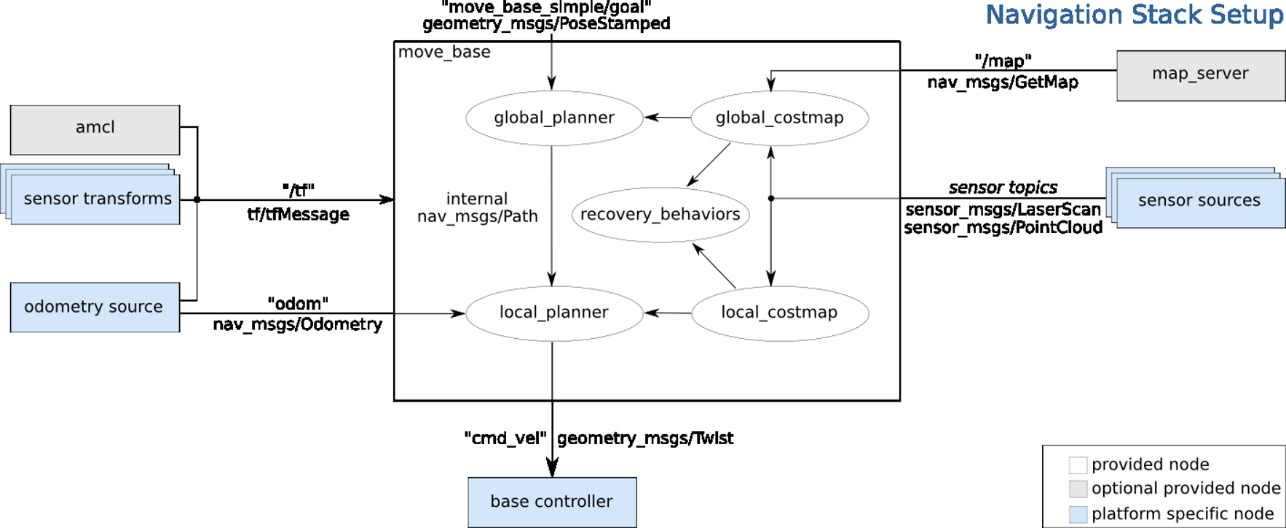 "move_base_simple/goal"
geometry_msgs/PoseStamped
Navigation Stack Setup
move_base
"/map"
nav_msgs/GetMap
map_server
amcl
global_planner
global_costmap
sensor transforms
"/tf"
tf/tfMessage
internal
nav_msgs/Path
recovery_behaviors
sensor topics
sensor_msgs/LaserScan
sensor_msgs/PointCloud
sensor sources
odometry source
"odom"
nav_msgs/Odometry
local_planner
local_costmap
"cmd_vel" geometry_msgs/Twist
base controller
provided node
optional provided node
platform specific node